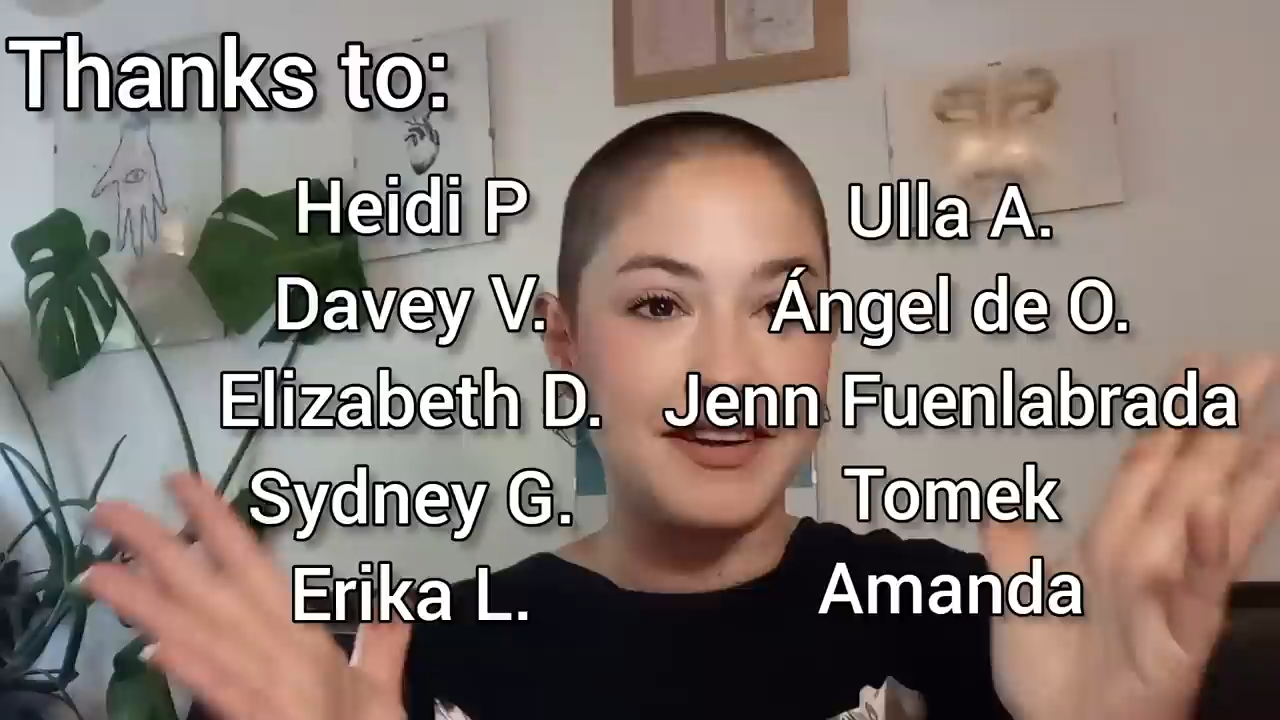 Thanks to:
Heidi P
Davey V.
Elizabeth D.
Sydney G.
Erika L.
Ulla A.
Ángel de O.
Jenn Fuenlabrada
Tomek
Amanda